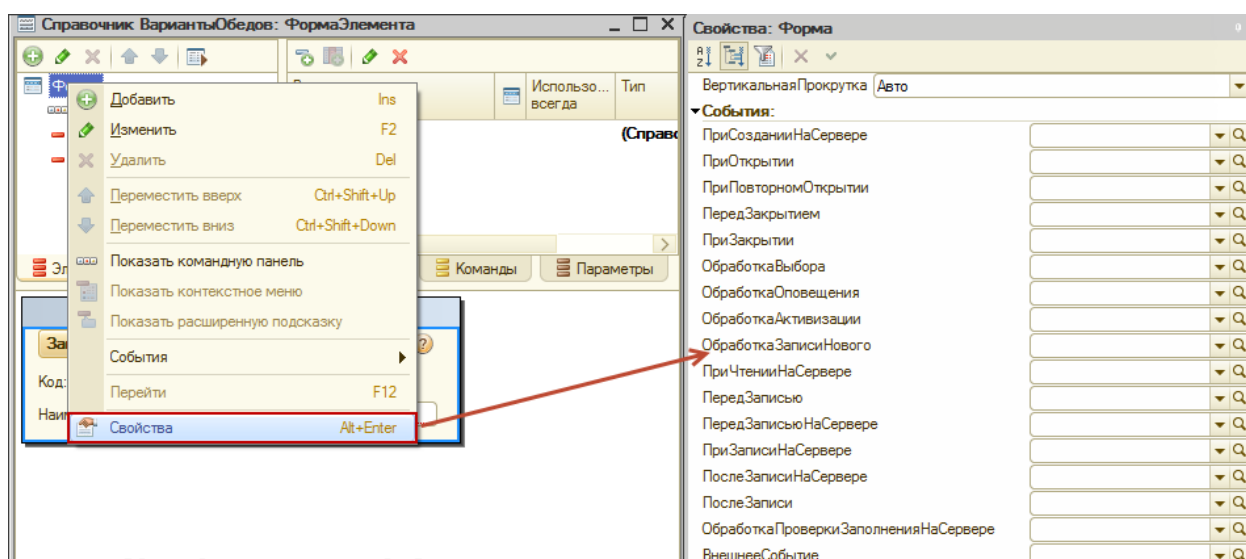 Справочник ВариантыОбедов: ФормаЭлемента
Использо...
всегда
Тип
(Справо
Добавить Ins
Изменить F2
Удалить Del
Переместить вверх Ctrl+Shift+Up
Переместить вниз Ctrl+Shift+Down
Показать командную панель
Показать контекстное меню
Показать расширенную подсказку
События
Перейти F12
Свойства Alt+Enter
Команды
Параметры
Код:
Свойства: Форма
ВертикальнаяПрокрутка Авто
События:
ПриСозданииНаСервере
ПриОткрытии
ПриПовторномОткрытии
ПередЗакрытием
ПриЗакрытии
ОбработкаВыбора
ОбработкаОповещения
ОбработкаАктивизации
ОбработкаЗаписиНового
ПриЧтенииНаСервере
ПередЗаписью
ПередЗаписьюНаСервере
ПриЗаписиНаСервере
ПослеЗаписиНаСервере
ПослеЗаписи
ОбработкаПроверкиЗаполненияНаСервере
ВнешнееСобытие